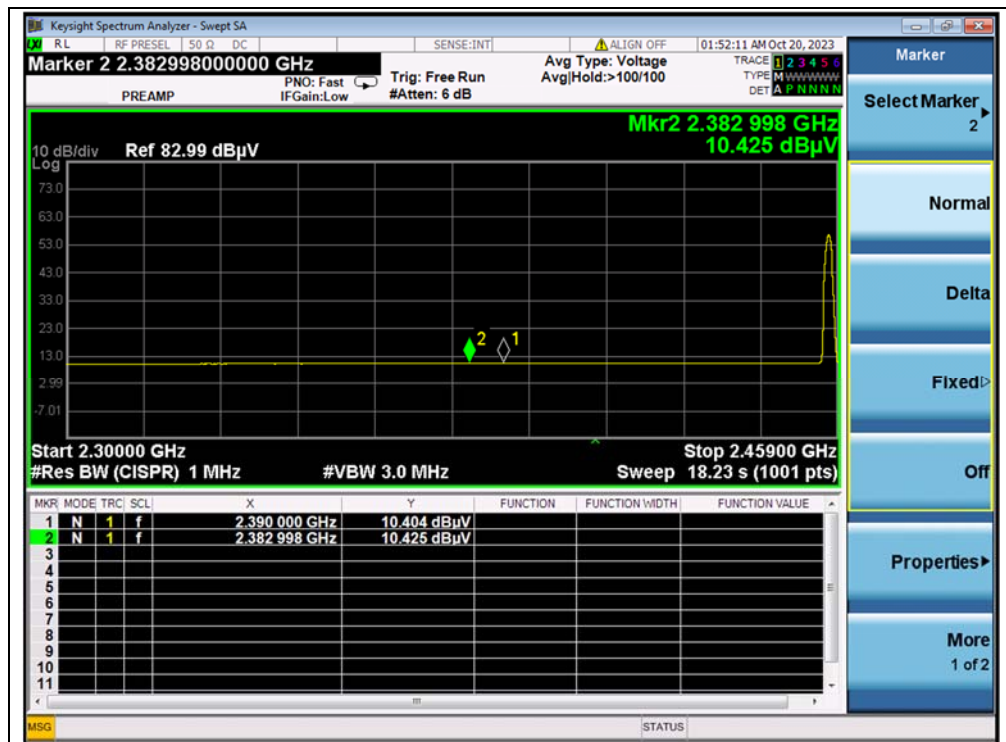 Keysight Spectrum Analyzer - Swept SA
LXI RL RF PRESEL 50 Ω DC SENSE:INT ALIGN OFF 01:52:11 AM Oct 20, 2023
Marker 2 2.382998000000 GHz
PREAMP
PNO: Fast
IFGain:Low
Trig: Free Run
#Atten: 6 dB
Avg Type: Voltage
Avg|Hold:>100/100
TRACE 1 2 3 4 5 6
TYPE M WWWWW
DET A P N N N N
Mkr2 2.382 998 GHz
10.425 dBµV
10 dB/div Ref 82.99 dBµV
Log
73.0
63.0
53.0
43.0
33.0
23.0
13.0
2.99
-7.01
2 1
Start 2.30000 GHz Stop 2.45900 GHz
#Res BW (CISPR) 1 MHz #VBW 3.0 MHz Sweep 18.23 s (1001 pts)
MKR MODE TRC SCL X Y FUNCTION FUNCTION WIDTH FUNCTION VALUE
1 N 1 f 2.390 000 GHz 10.404 dBµV
2 N 1 f 2.382 998 GHz 10.425 dBµV
3
4
5
6
7
8
9
10
11
MSG STATUS
Marker
Select Marker
2
Normal
Delta
Fixed
Off
Properties
More
1 of 2